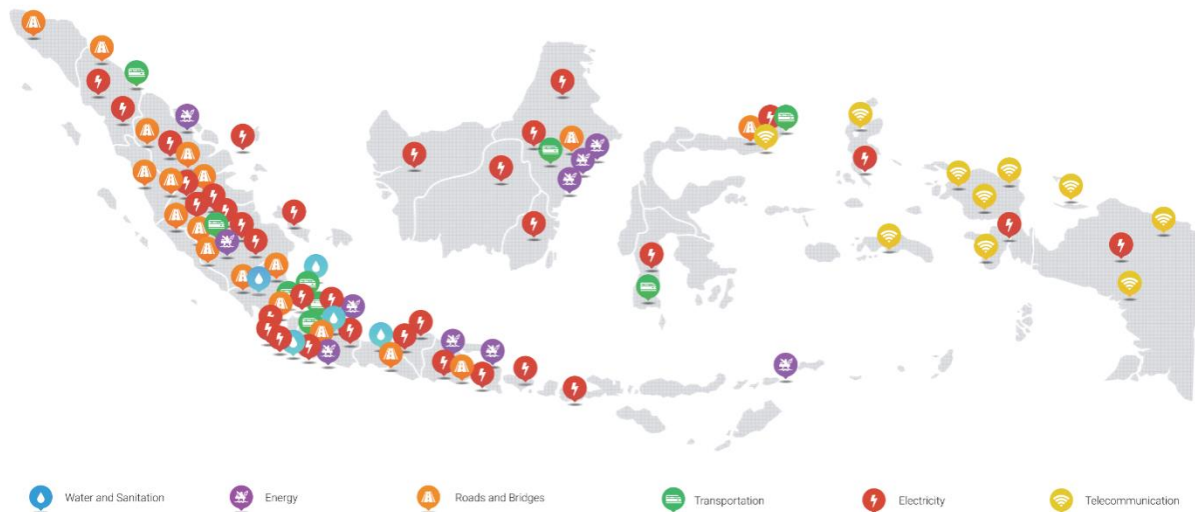 Water and Sanitation
Energy
Roads and Bridges
Transportation
Electricity
Telecommunication